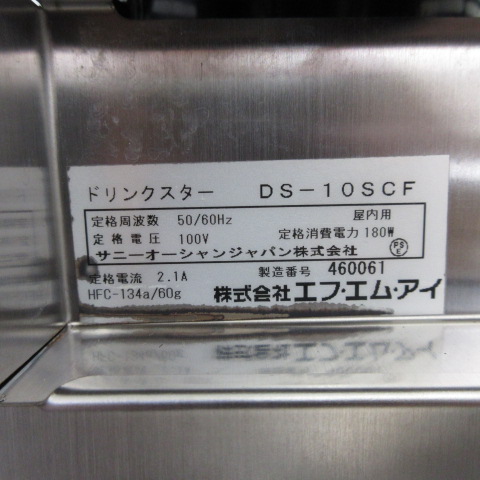 ドリンクスター DS-10SCF
定格周波数 50/60Hz 屋内用
定格電圧 100V 定格消費電力 180W
サニーオーシャンジャパン株式会社 PSE
定格電流 2.1A 製造番号 460061
HFC-134a/60g 株式会社エフ・エム・アイ